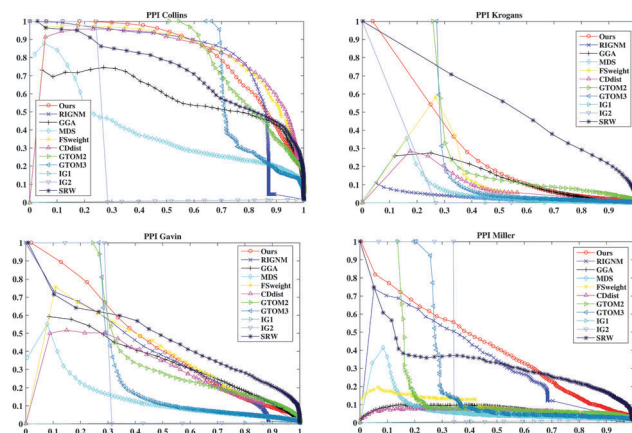 PPI Collins
1
0.9
0.8
0.7
0.6
0.5
0.4
0.3
0.2
0.1
0
Ours
RIGNM
GGA
MDS
FSweight
CDdist
GTOM2
GTOM3
IG1
IG2
SRW
0 0.1 0.2 0.3 0.4 0.5 0.6 0.7 0.8 0.9 1
PPI Krogans
1
0.9
0.8
0.7
0.6
0.5
0.4
0.3
0.2
0.1
0
Ours
RIGNM
GGA
MDS
FSweight
CDdist
GTOM2
GTOM3
IG1
IG2
SRW
0 0.1 0.2 0.3 0.4 0.5 0.6 0.7 0.8 0.9
PPI Gavin
1
0.9
0.8
0.7
0.6
0.5
0.4
0.3
0.2
0.1
0
Ours
RIGNM
GGA
MDS
FSweight
CDdist
GTOM2
GTOM3
IG1
IG2
SRW
0 0.1 0.2 0.3 0.4 0.5 0.6 0.7 0.8 0.9 1
PPI Miller
1
0.9
0.8
0.7
0.6
0.5
0.4
0.3
0.2
0.1
0
Ours
RIGNM
GGA
MDS
FSweight
CDdist
GTOM2
GTOM3
IG1
IG2
SRW
0 0.1 0.2 0.3 0.4 0.5 0.6 0.7 0.8 0.9